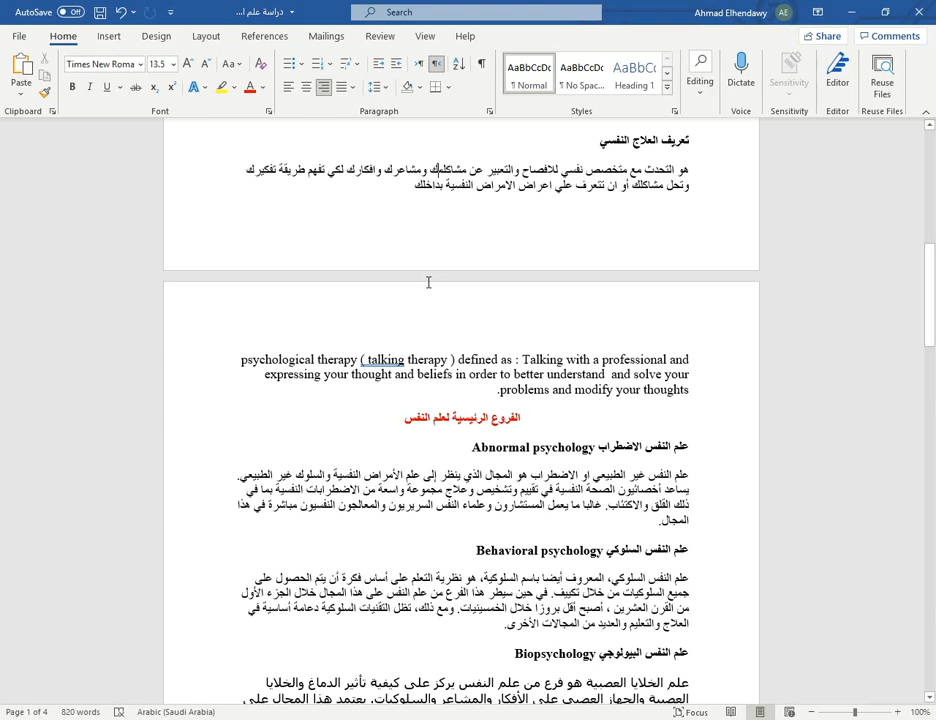 AutoSave Off دراسة علم ا... Search Ahmad Elhendawy AE
File Home Insert Design Layout References Mailings Review View Help Share Comments
Times New Roma 13.5 Aa
AaBbCcDc AaBbCcDc AaBbCc
Paste B I U ab x₂ x² A A ¶ Normal ¶ No Spac... Heading 1 Editing Dictate Sensitivity Editor Reuse Files
Clipboard Font Paragraph Styles Voice Sensitivity Editor Reuse Files
تعريف العلاج النفسي
هو التحدث مع متخصص نفسي للافصاح والتعبير عن مشاكلمك ومشاعرك وافكارك لكي تفهم طريقة تفكيرك
وتحل مشاكلك أو ان تتعرف علي اعراض الامراض النفسية بداخلك
psychological therapy ( talking therapy ) defined as : Talking with a professional and
expressing your thought and beliefs in order to better understand and solve your
.problems and modify your thoughts
الفروع الرئيسية لعلم النفس
علم النفس الاضطراب Abnormal psychology
علم النفس غير الطبيعي او الاضطراب هو المجال الذي ينظر إلى علم الأمراض النفسية والسلوك غير الطبيعي.
يساعد أخصائيون الصحة النفسية في تقييم وتشخيص وعلاج مجموعة واسعة من الاضطرابات النفسية بما في
ذلك القلق والاكتئاب. غالبا ما يعمل المستشارون وعلماء النفس السريريون والمعالجون النفسيون مباشرة في هذا
المجال.
علم النفس السلوكي Behavioral psychology
علم النفس السلوكي، المعروف أيضا باسم السلوكية، هو نظرية التعلم على أساس فكرة أن يتم الحصول على
جميع السلوكيات من خلال تكييف. في حين سيطر هذا الفرع من علم النفس على هذا المجال خلال الجزء الأول
من القرن العشرين ، أصبح أقل بروزا خلال الخمسينيات. ومع ذلك، تظل التقنيات السلوكية دعامة أساسية في
العلاج والتعليم والعديد من المجالات الأخرى.
علم النفس البيولوجي Biopsychology
علم الخلايا العصبية هو فرع من علم النفس يركز على كيفية تأثير الدماغ والخلايا
العصبية والجهاز العصبي على الأفكار والمشاعر والسلوكيات. يعتمد هذا المجال على
Page 1 of 4 820 words Arabic (Saudi Arabia) Focus 100%